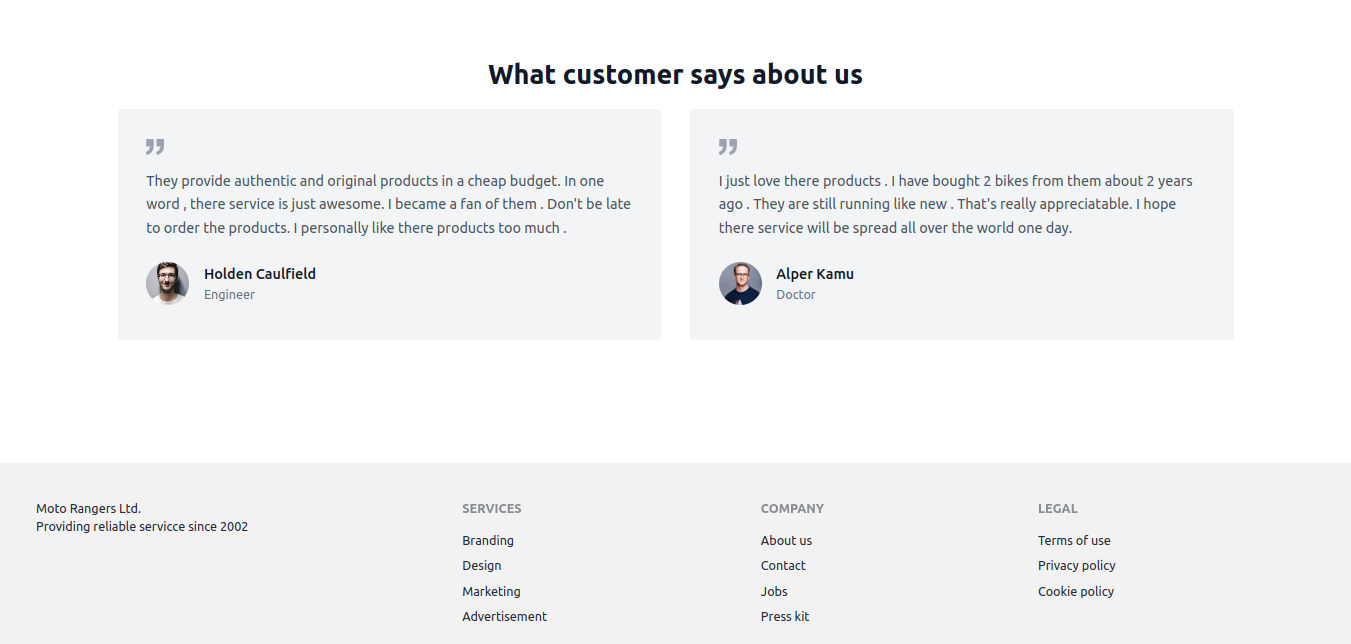 What customer says about us
They provide authentic and original products in a cheap budget. In one
word , there service is just awesome. I became a fan of them . Don't be late
to order the products. I personally like there products too much .
Holden Caulfield
Engineer
I just love there products . I have bought 2 bikes from them about 2 years
ago . They are still running like new . That's really appreciatable. I hope
there service will be spread all over the world one day.
Alper Kamu
Doctor
Moto Rangers Ltd.
Providing reliable servicce since 2002
SERVICES
Branding
Design
Marketing
Advertisement
COMPANY
About us
Contact
Jobs
Press kit
LEGAL
Terms of use
Privacy policy
Cookie policy